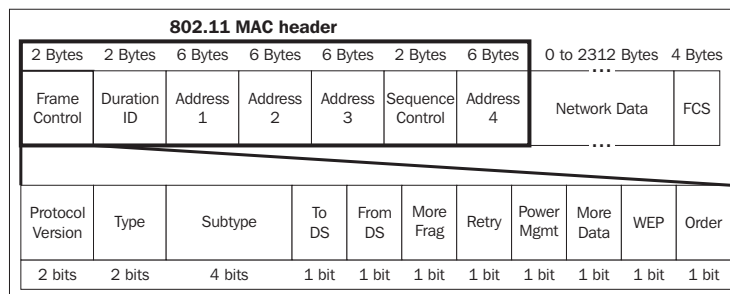 802.11 MAC header
2 Bytes 2 Bytes 6 Bytes 6 Bytes 6 Bytes 2 Bytes 6 Bytes 0 to 2312 Bytes 4 Bytes
Frame Control Duration ID Address 1 Address 2 Address 3 Sequence Control Address 4 Network Data FCS
Protocol Version Type Subtype To DS From DS More Frag Retry Power Mgmt More Data WEP Order
2 bits 2 bits 4 bits 1 bit 1 bit 1 bit 1 bit 1 bit 1 bit 1 bit 1 bit